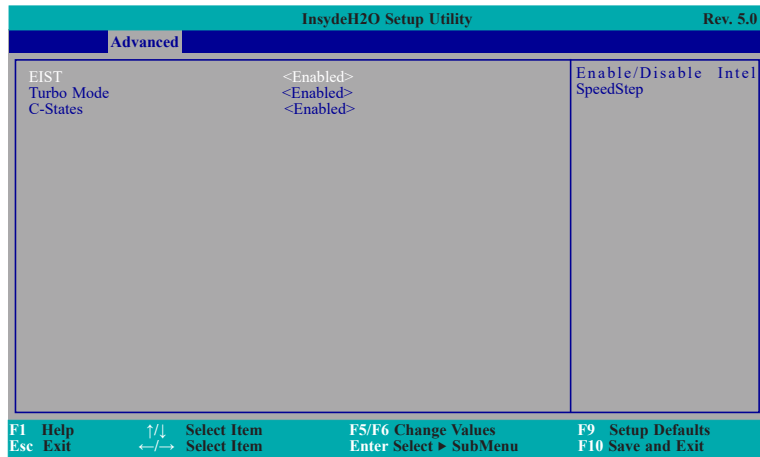 InsydeH2O Setup Utility Rev. 5.0
Advanced
EIST <Enabled>
Turbo Mode <Enabled>
C-States <Enabled>
Enable/Disable Intel
SpeedStep
F1 Help ↑/↓ Select Item F5/F6 Change Values F9 Setup Defaults
Esc Exit ←/→ Select Item Enter Select ► SubMenu F10 Save and Exit